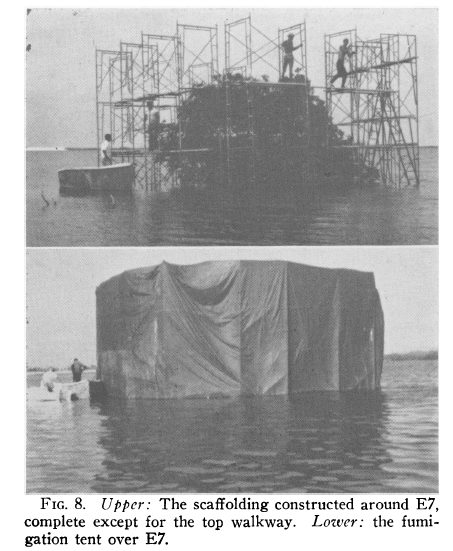 FIG. 8. Upper: The scaffolding constructed around E7,
complete except for the top walkway. Lower: the fumi-
gation tent over E7.